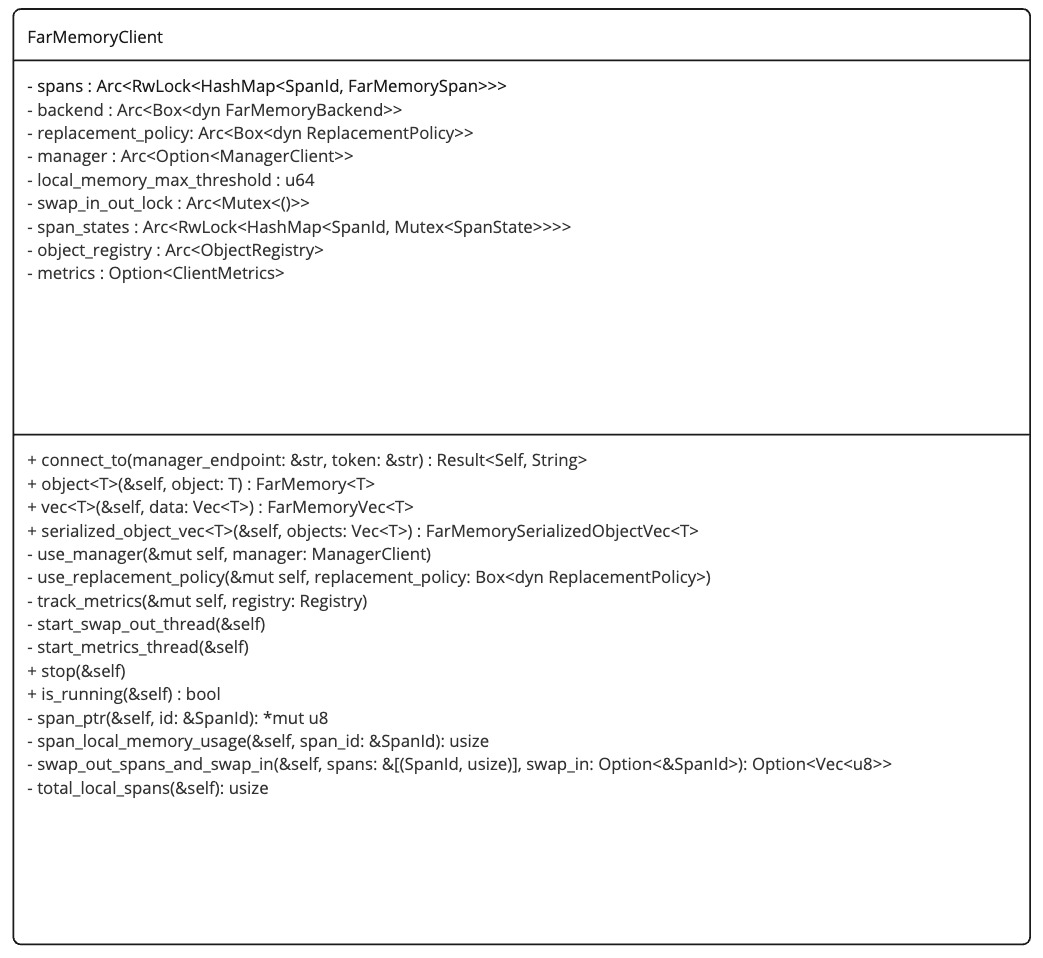 FarMemoryClient
- spans : Arc<RwLock<HashMap<SpanId, FarMemorySpan>>>
- backend : Arc<Box<dyn FarMemoryBackend>>
- replacement_policy: Arc<Box<dyn ReplacementPolicy>>
- manager : Arc<Option<ManagerClient>>
- local_memory_max_threshold : u64
- swap_in_out_lock : Arc<Mutex<()>>
- span_states : Arc<RwLock<HashMap<SpanId, Mutex<SpanState>>>>
- object_registry : Arc<ObjectRegistry>
- metrics : Option<ClientMetrics>
+ connect_to(manager_endpoint: &str, token: &str) : Result<Self, String>
+ object<T>(&self, object: T) : FarMemory<T>
+ vec<T>(&self, data: Vec<T>) : FarMemoryVec<T>
+ serialized_object_vec<T>(&self, objects: Vec<T>) : FarMemorySerializedObjectVec<T>
- use_manager(&mut self, manager: ManagerClient)
- use_replacement_policy(&mut self, replacement_policy: Box<dyn ReplacementPolicy>)
- track_metrics(&mut self, registry: Registry)
- start_swap_out_thread(&self)
- start_metrics_thread(&self)
+ stop(&self)
+ is_running(&self) : bool
- span_ptr(&self, id: &SpanId): *mut u8
- span_local_memory_usage(&self, span_id: &SpanId): usize
- swap_out_spans_and_swap_in(&self, spans: &[(SpanId, usize)], swap_in: Option<&SpanId>): Option<Vec<u8>>
- total_local_spans(&self): usize